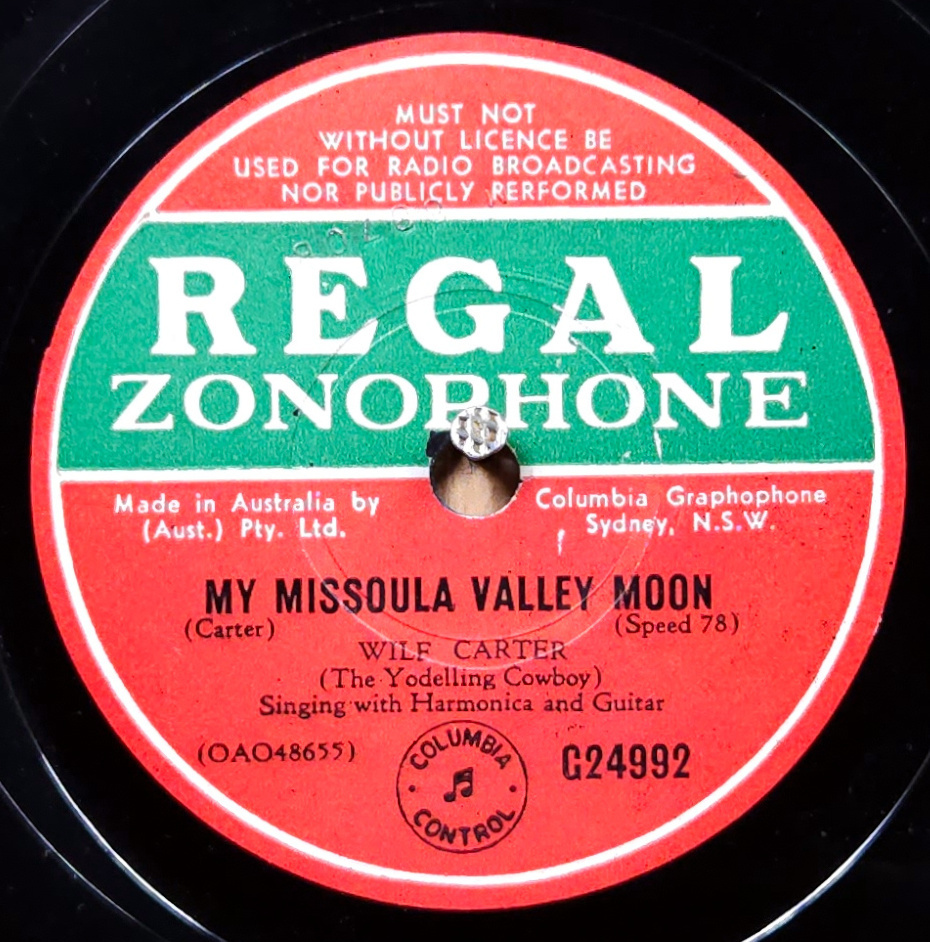 MUST NOT
WITHOUT LICENCE BE
USED FOR RADIO BROADCASTING
NOR PUBLICLY PERFORMED
REGAL
ZONOPHONE
Made in Australia by Columbia Graphophone
(Aust.) Pty. Ltd. Sydney, N.S.W.
MY MISSOULA VALLEY MOON
(Carter) (Speed 78)
WILF CARTER
(The Yodelling Cowboy)
Singing with Harmonica and Guitar
(OAO48655) G24992
COLUMBIA
CONTROL